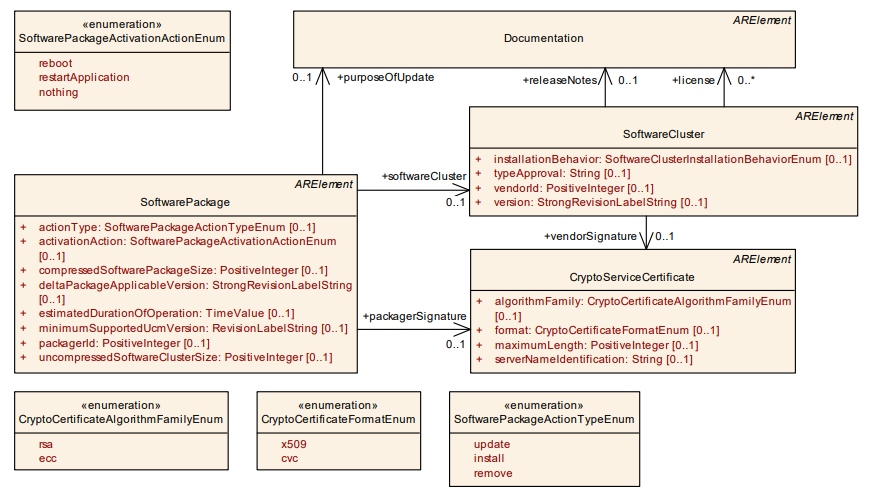 «enumeration»
SoftwarePackageActivationActionEnum
reboot
restartApplication
nothing
ARElement
Documentation
0..1
+purposeOfUpdate
+releaseNotes
0..1
+license
0..*
ARElement
SoftwareCluster
+ installationBehavior: SoftwareClusterInstallationBehaviorEnum [0..1]
+ typeApproval: String [0..1]
+ vendorId: PositiveInteger [0..1]
+ version: StrongRevisionLabelString [0..1]
+softwareCluster
0..1
ARElement
SoftwarePackage
+ actionType: SoftwarePackageActionTypeEnum [0..1]
+ activationAction: SoftwarePackageActivationActionEnum
[0..1]
+ compressedSoftwarePackageSize: PositiveInteger [0..1]
+ deltaPackageApplicableVersion: StrongRevisionLabelString
[0..1]
+ estimatedDurationOfOperation: TimeValue [0..1]
+ minimumSupportedUcmVersion: RevisionLabelString [0..1]
+ packagerId: PositiveInteger [0..1]
+ uncompressedSoftwareClusterSize: PositiveInteger [0..1]
+vendorSignature
0..1
+packagerSignature
0..1
ARElement
CryptoServiceCertificate
+ algorithmFamily: CryptoCertificateAlgorithmFamilyEnum
[0..1]
+ format: CryptoCertificateFormatEnum [0..1]
+ maximumLength: PositiveInteger [0..1]
+ serverNameIdentification: String [0..1]
«enumeration»
CryptoCertificateAlgorithmFamilyEnum
rsa
ecc
«enumeration»
CryptoCertificateFormatEnum
x509
cvc
«enumeration»
SoftwarePackageActionTypeEnum
update
install
remove